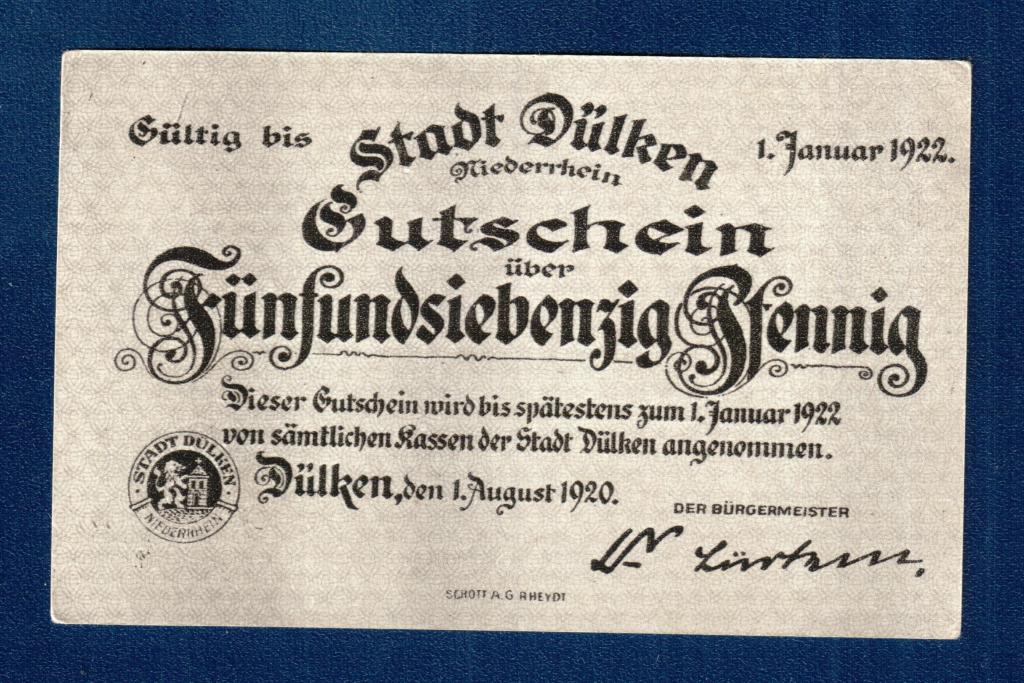 Gültig bis
Stadt Dülken
1. Januar 1922.
Niederrhein
Gutschein
über
Fünfundsiebenzig Pfennig
Dieser Gutschein wird bis spätestens zum 1. Januar 1922
von sämtlichen Kassen der Stadt Dülken angenommen.
STADT DÜLKEN
NIEDERRHEIN
Dülken, den 1. August 1920.
DER BÜRGERMEISTER
SCHOTT A.G RHEYDT